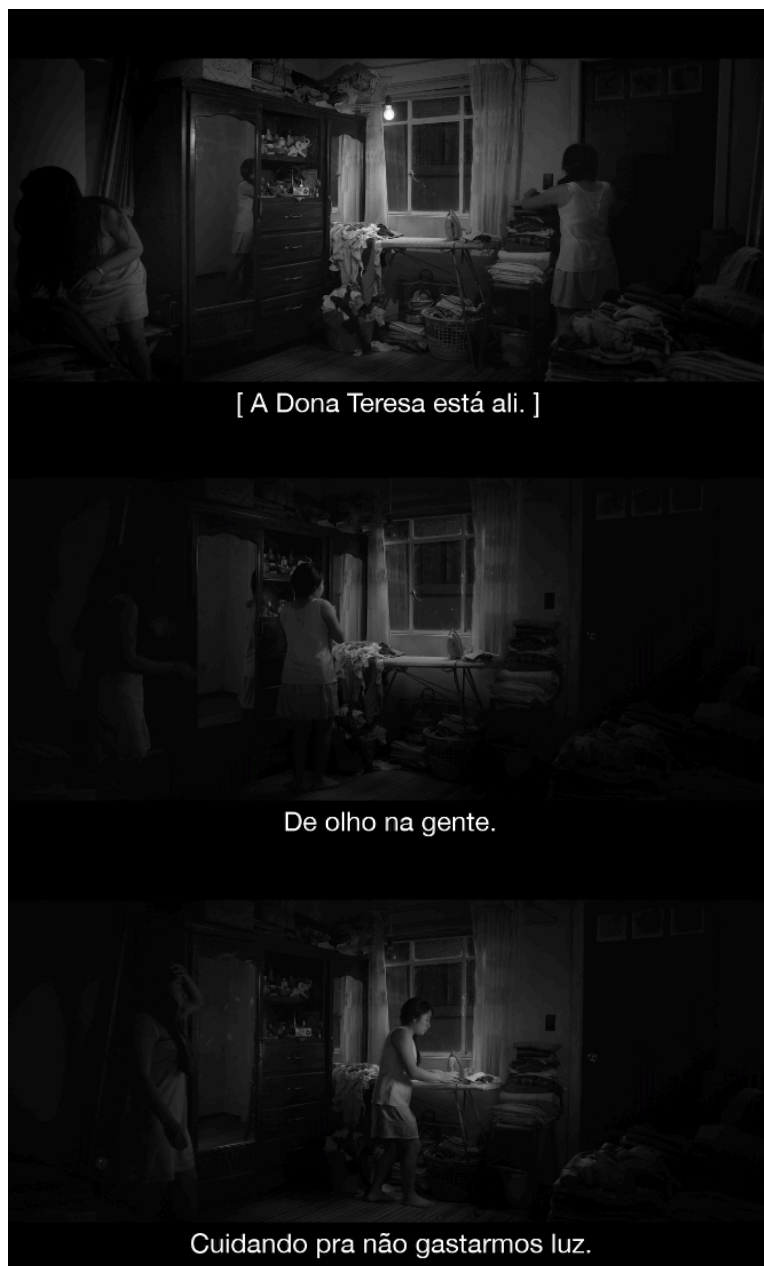 [ A Dona Teresa está ali. ]
De olho na gente.
Cuidando pra não gastarmos luz.